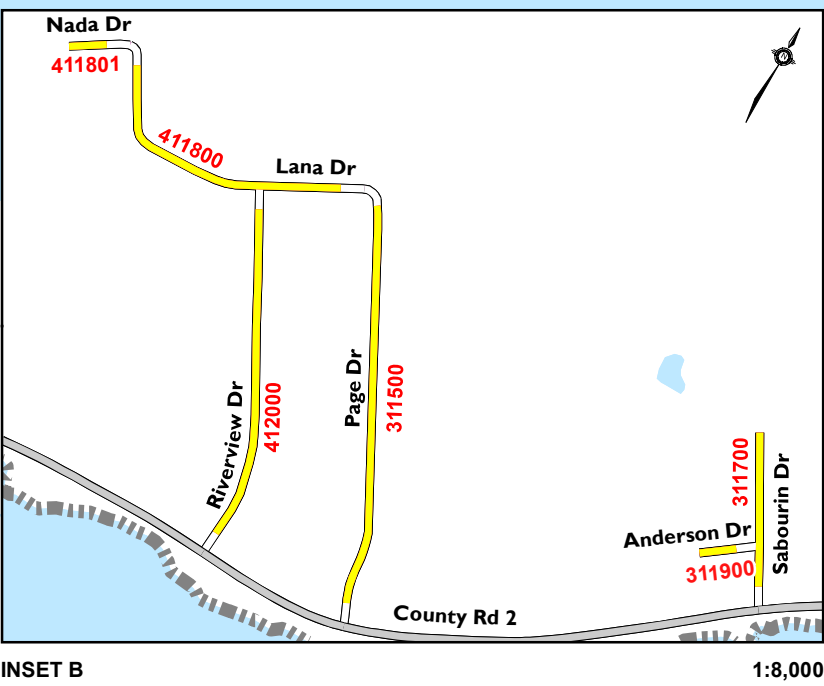 Nada Dr
411801
411800
Lana Dr
Riverview Dr
412000
Page Dr
311500
311700
Sabourin Dr
Anderson Dr
311900
County Rd 2
INSET B
1:8,000